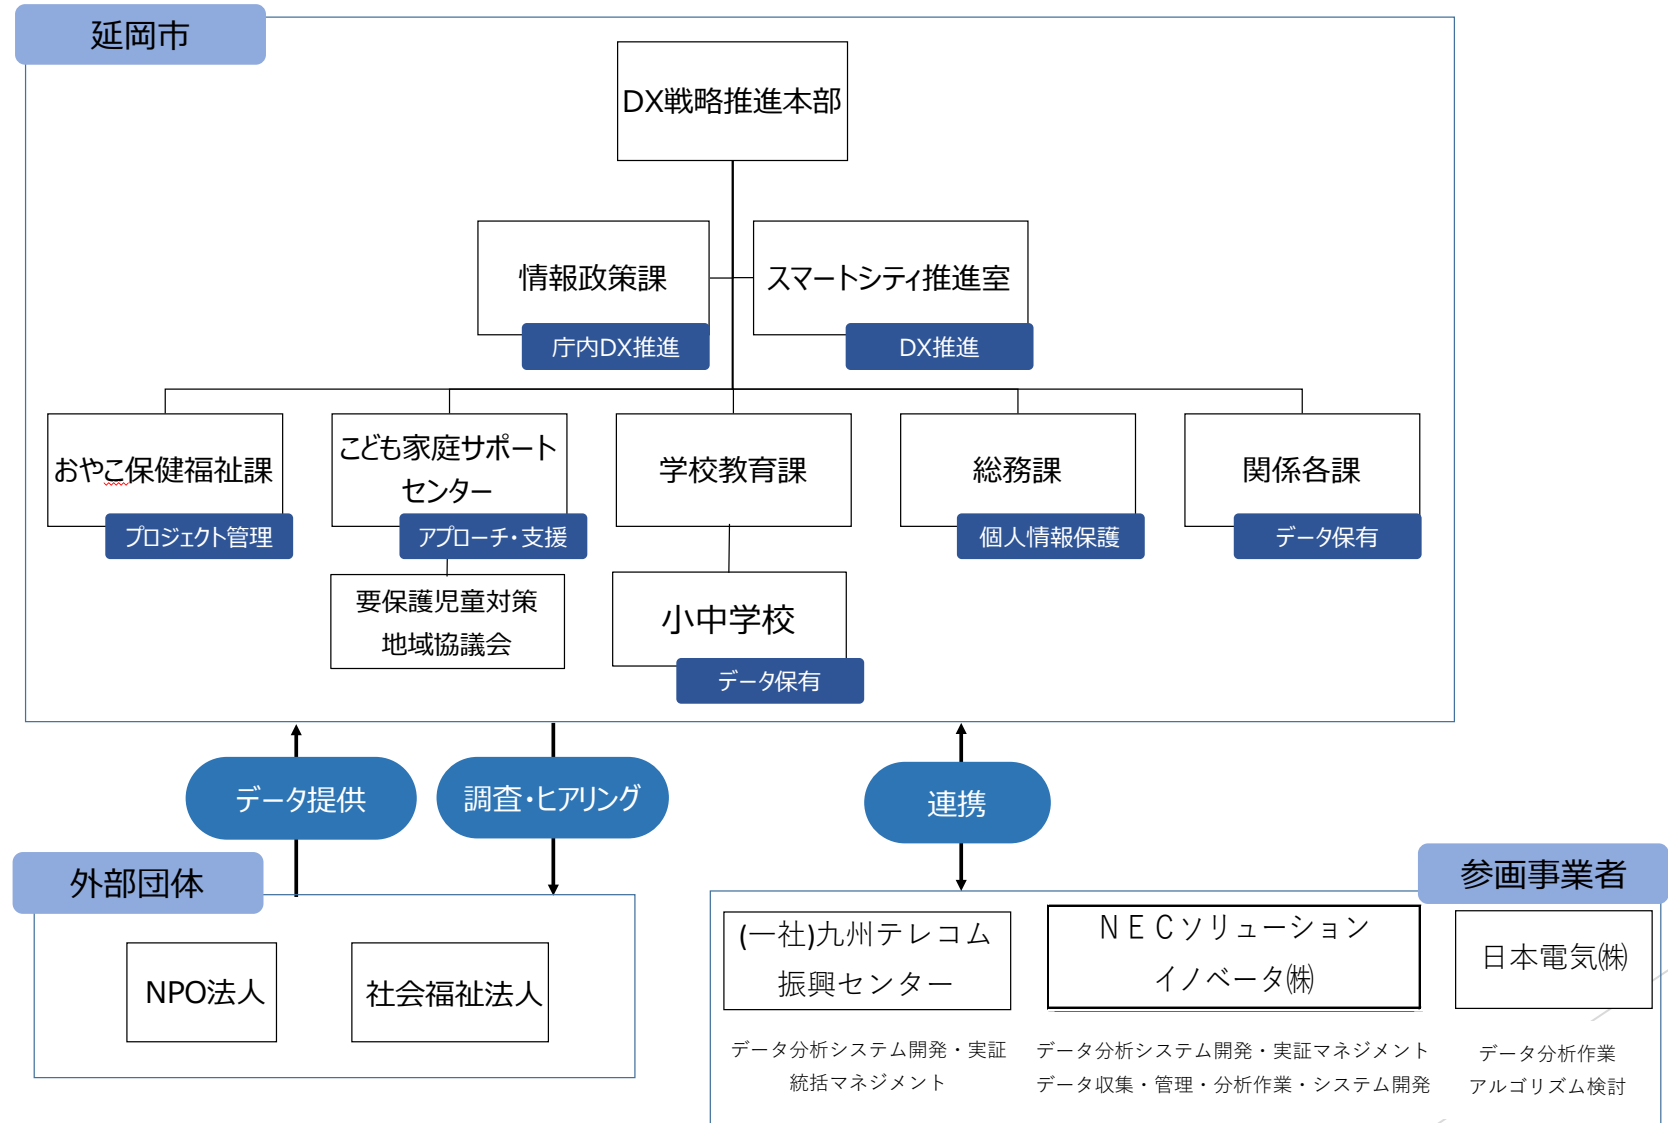 延岡市
DX戦略推進本部
情報政策課
庁内DX推進
スマートシティ推進室
DX推進
おやこ保健福祉課
プロジェクト管理
こども家庭サポート
センター
アプローチ・支援
要保護児童対策
地域協議会
学校教育課
小中学校
データ保有
総務課
個人情報保護
関係各課
データ保有
データ提供
調査・ヒアリング
連携
外部団体
NPO法人
社会福祉法人
参画事業者
(一社)九州テレコム
振興センター
データ分析システム開発・実証
統括マネジメント
ＮＥＣソリューション
イノベータ㈱
データ分析システム開発・実証マネジメント
データ収集・管理・分析作業・システム開発
日本電気㈱
データ分析作業
アルゴリズム検討